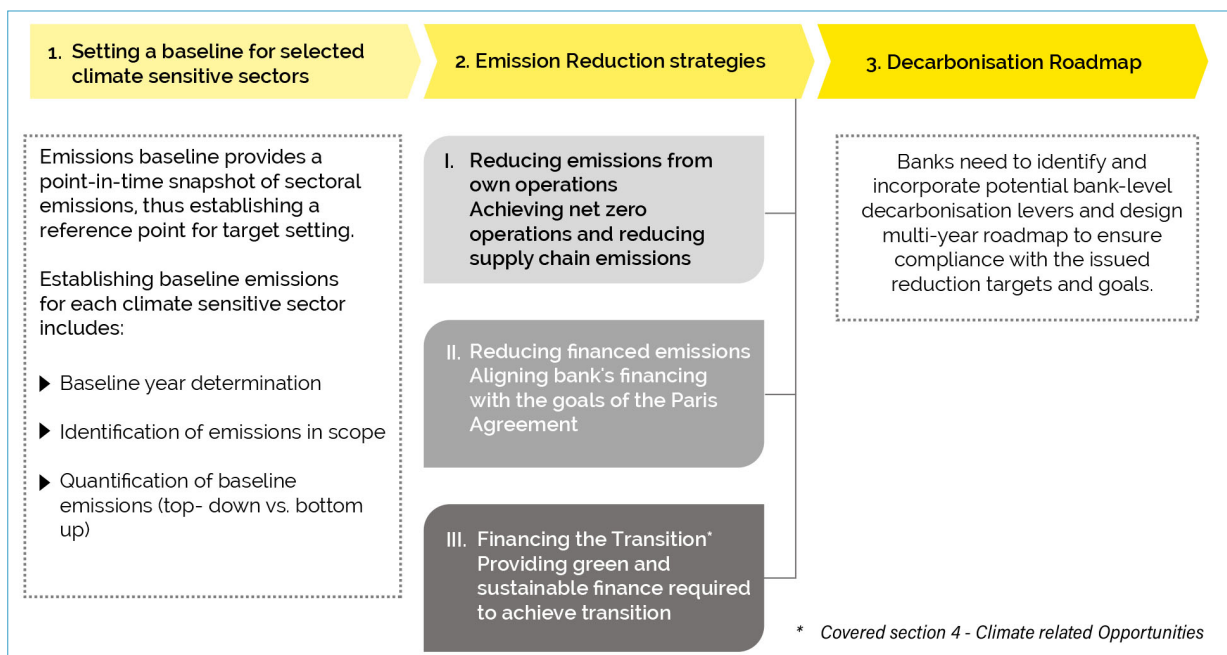 1. Setting a baseline for selected
climate sensitive sectors
2. Emission Reduction strategies
3. Decarbonisation Roadmap
Emissions baseline provides a
point-in-time snapshot of sectoral
emissions, thus establishing a
reference point for target setting.
Establishing baseline emissions
for each climate sensitive sector
includes:
▶ Baseline year determination
▶ Identification of emissions in scope
▶ Quantification of baseline
emissions (top- down vs. bottom
up)
I. Reducing emissions from
own operations
Achieving net zero
operations and reducing
supply chain emissions
II. Reducing financed emissions
Aligning bank's financing
with the goals of the Paris
Agreement
III. Financing the Transition*
Providing green and
sustainable finance required
to achieve transition
Banks need to identify and
incorporate potential bank-level
decarbonisation levers and design
multi-year roadmap to ensure
compliance with the issued
reduction targets and goals.
* Covered section 4 - Climate related Opportunities